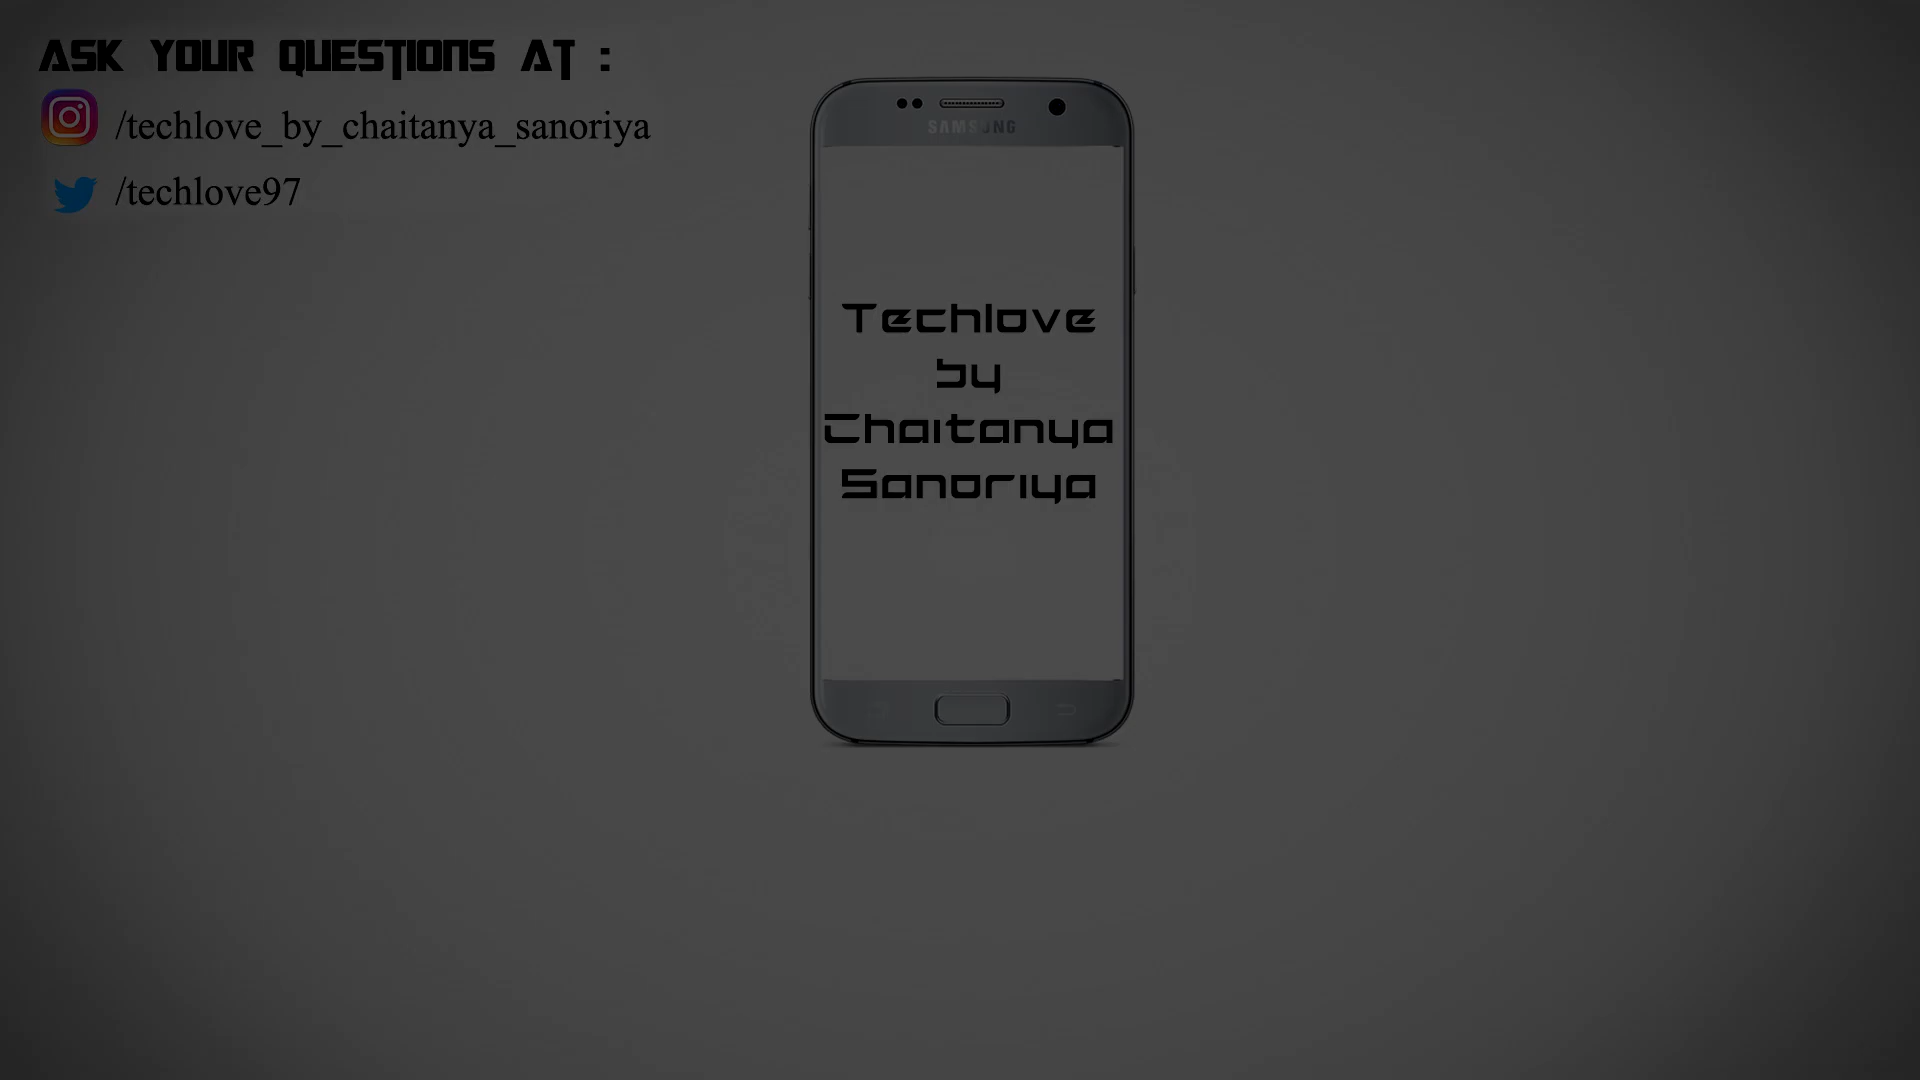 ASK YOUR QUESTIONS AT :
/techlove_by_chaitanya_sanoriya
/techlove97
SAMSUNG
Techlove
by
Chaitanya
Sanoriya